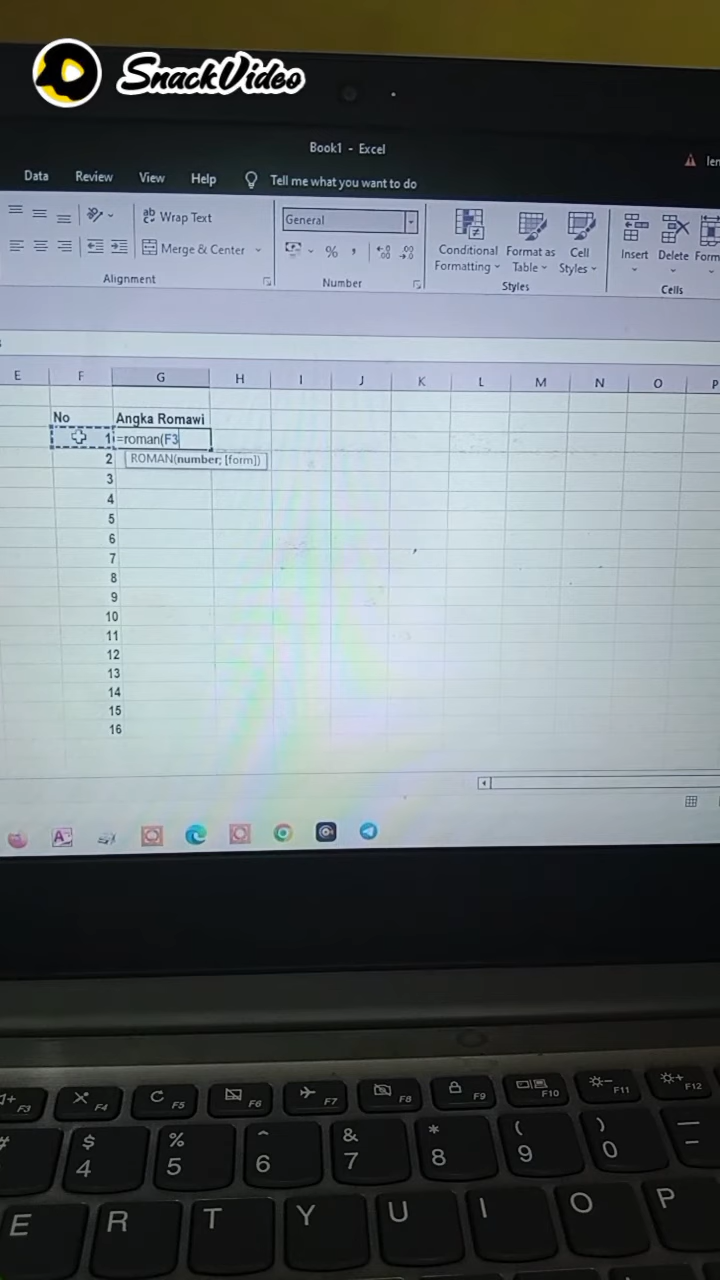 SnackVideo
Book1 - Excel
Data Review View Help Tell me what you want to do
ab Wrap Text
General
Merge & Center
% ,
Conditional Formatting
Format as Table
Cell Styles
Insert Delete
Alignment Number Styles Cells
E F G H I J K L M N O P
No Angka Romawi
1 =roman(F3
2 ROMAN(number; [form])
3
4
5
6
7
8
9
10
11
12
13
14
15
16
F3 F4 F5 F6 F7 F8 F9 F10 F11 F12
$ % ^ & * ( )
4 5 6 7 8 9 0
E R T Y U I O P